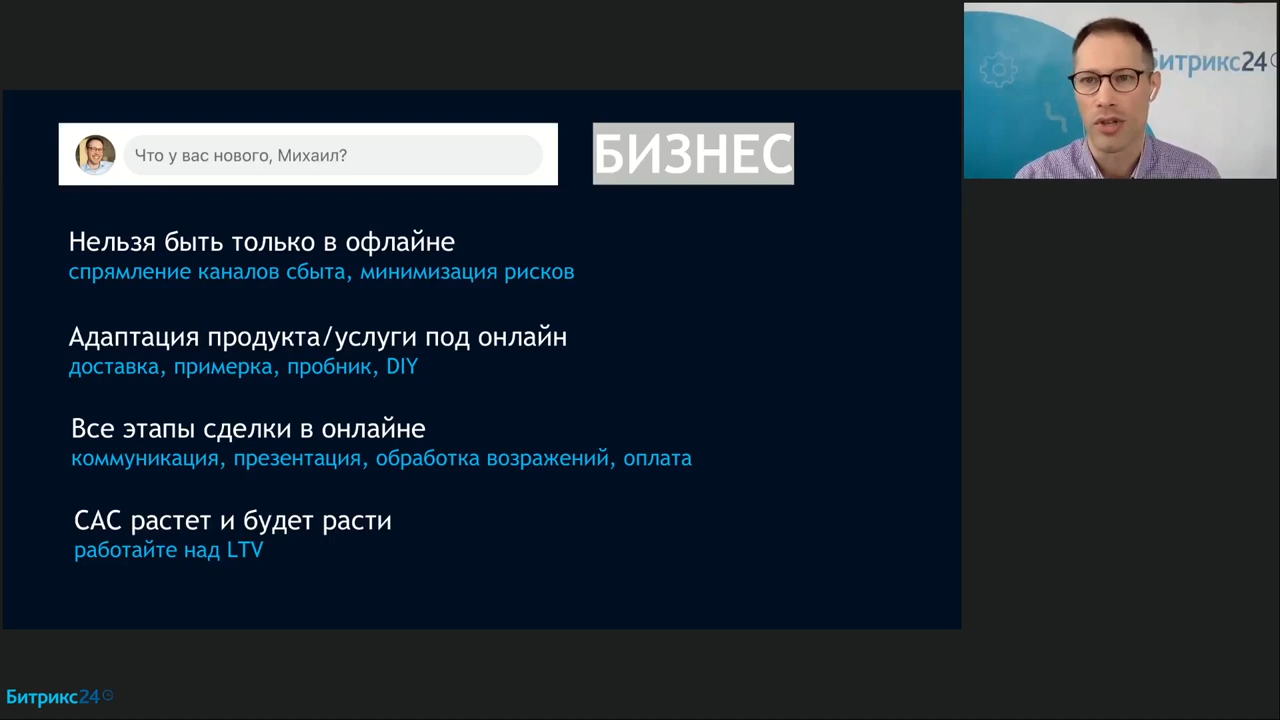 Битрикс24
Что у вас нового, Михаил?
БИЗНЕС
Нельзя быть только в офлайне
спрямление каналов сбыта, минимизация рисков
Адаптация продукта/услуги под онлайн
доставка, примерка, пробник, DIY
Все этапы сделки в онлайне
коммуникация, презентация, обработка возражений, оплата
CAC растет и будет расти
работайте над LTV
Битрикс24